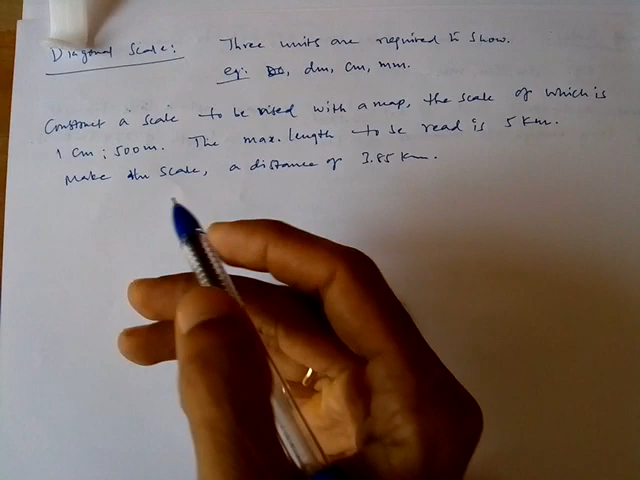 Diagonal Scale: Three units are required to show.
eg: dm, cm, mm.
Construct a scale to be used with a map, the scale of which is
1 cm : 500m. The max. length to be read is 5 Km.
Make the scale, a distance of 3.85 Km.